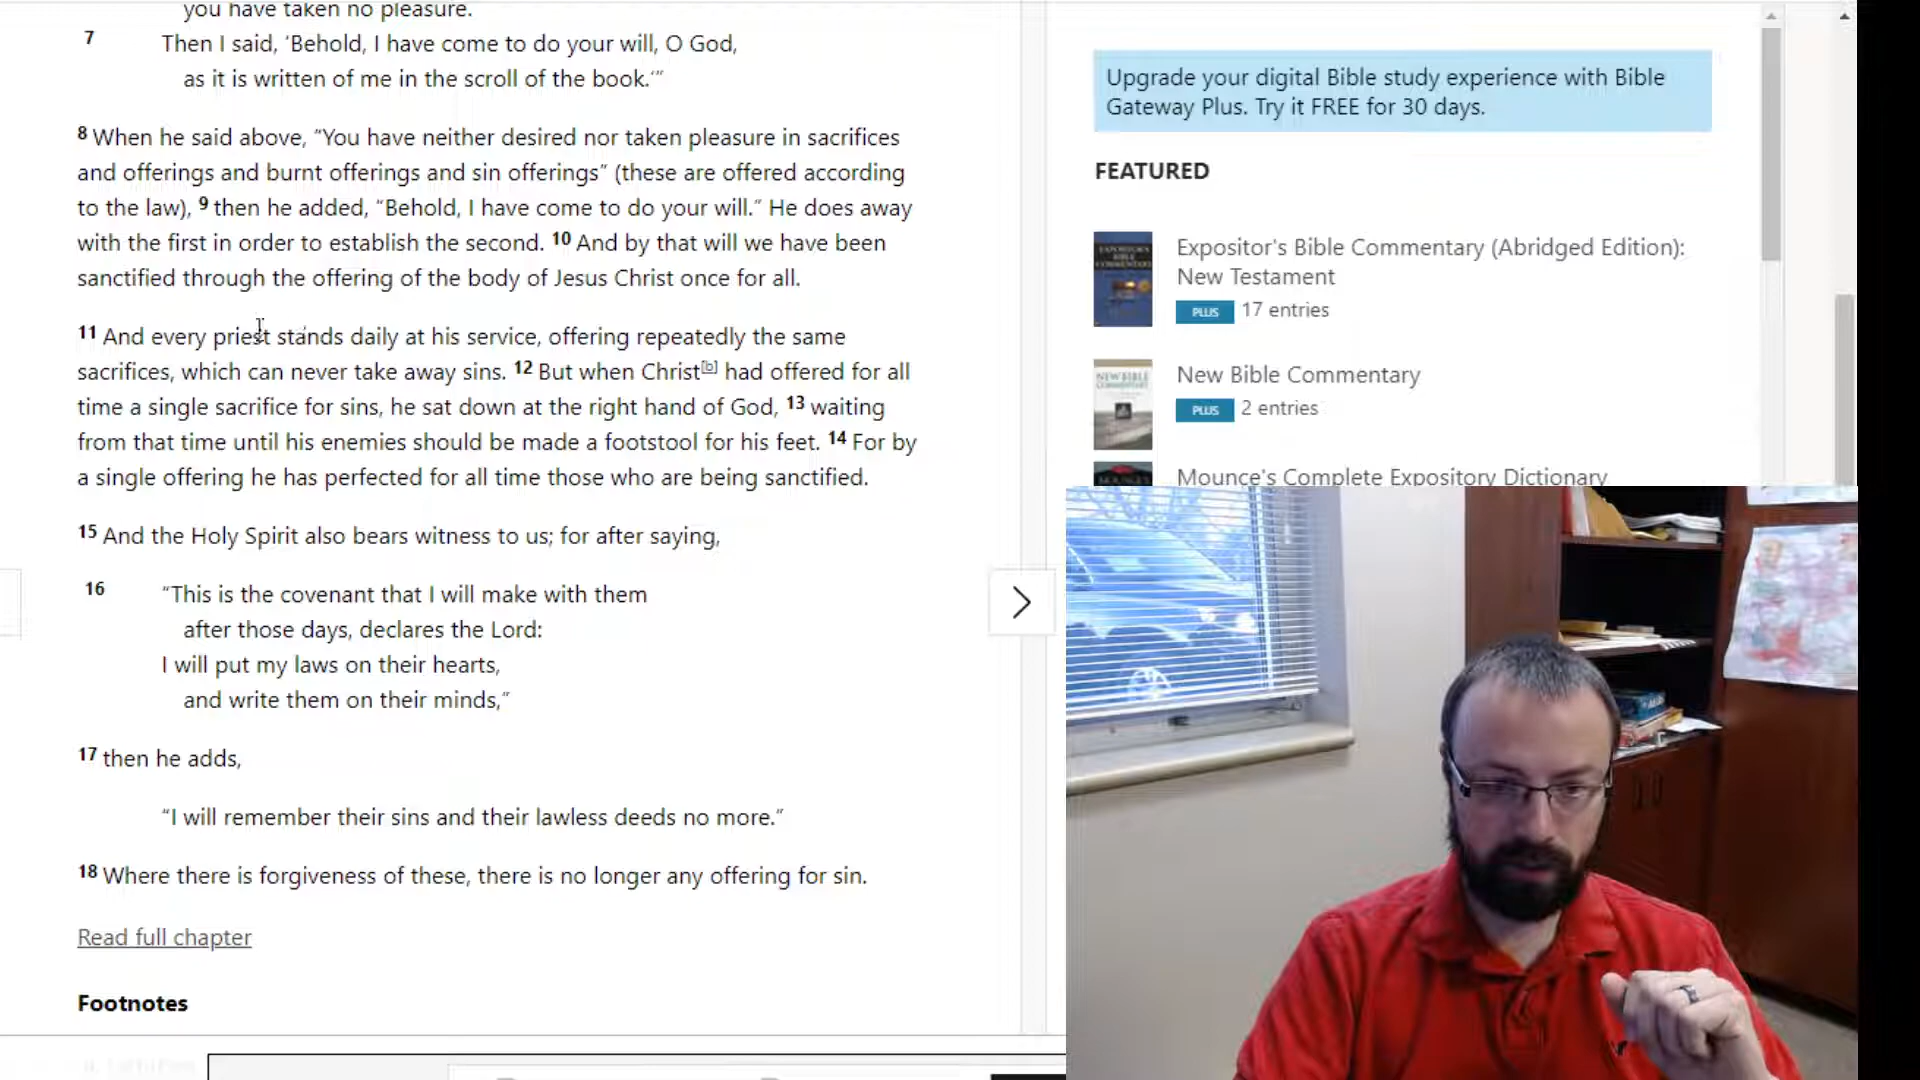 you have taken no pleasure.
7 Then I said, ‘Behold, I have come to do your will, O God,
as it is written of me in the scroll of the book.’”
8 When he said above, “You have neither desired nor taken pleasure in sacrifices
and offerings and burnt offerings and sin offerings” (these are offered according
to the law), 9 then he added, “Behold, I have come to do your will.” He does away
with the first in order to establish the second. 10 And by that will we have been
sanctified through the offering of the body of Jesus Christ once for all.
11 And every priest stands daily at his service, offering repeatedly the same
sacrifices, which can never take away sins. 12 But when Christ[b] had offered for all
time a single sacrifice for sins, he sat down at the right hand of God, 13 waiting
from that time until his enemies should be made a footstool for his feet. 14 For by
a single offering he has perfected for all time those who are being sanctified.
15 And the Holy Spirit also bears witness to us; for after saying,
16 “This is the covenant that I will make with them
after those days, declares the Lord:
I will put my laws on their hearts,
and write them on their minds,”
17 then he adds,
“I will remember their sins and their lawless deeds no more.”
18 Where there is forgiveness of these, there is no longer any offering for sin.
Read full chapter
Footnotes
Upgrade your digital Bible study experience with Bible
Gateway Plus. Try it FREE for 30 days.
FEATURED
Expositor's Bible Commentary (Abridged Edition):
New Testament
PLUS 17 entries
New Bible Commentary
PLUS 2 entries
Mounce's Complete Expository Dictionary